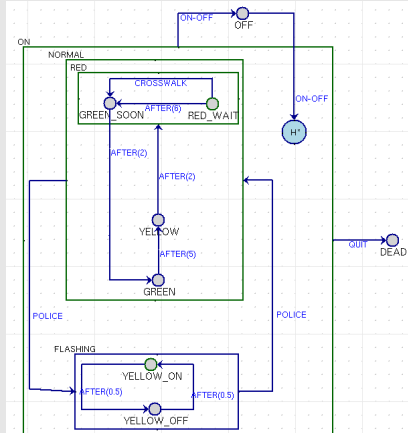 ON-OFF
OFF
ON
NORMAL
RED
CROSSWALK
ON-OFF
AFTER(6)
GREEN_SOON
RED_WAIT
H*
AFTER(2)
AFTER(2)
YELLOW
QUIT
AFTER(5)
DEAD
GREEN
POLICE
POLICE
FLASHING
YELLOW_ON
AFTER(0.5)
AFTER(0.5)
YELLOW_OFF